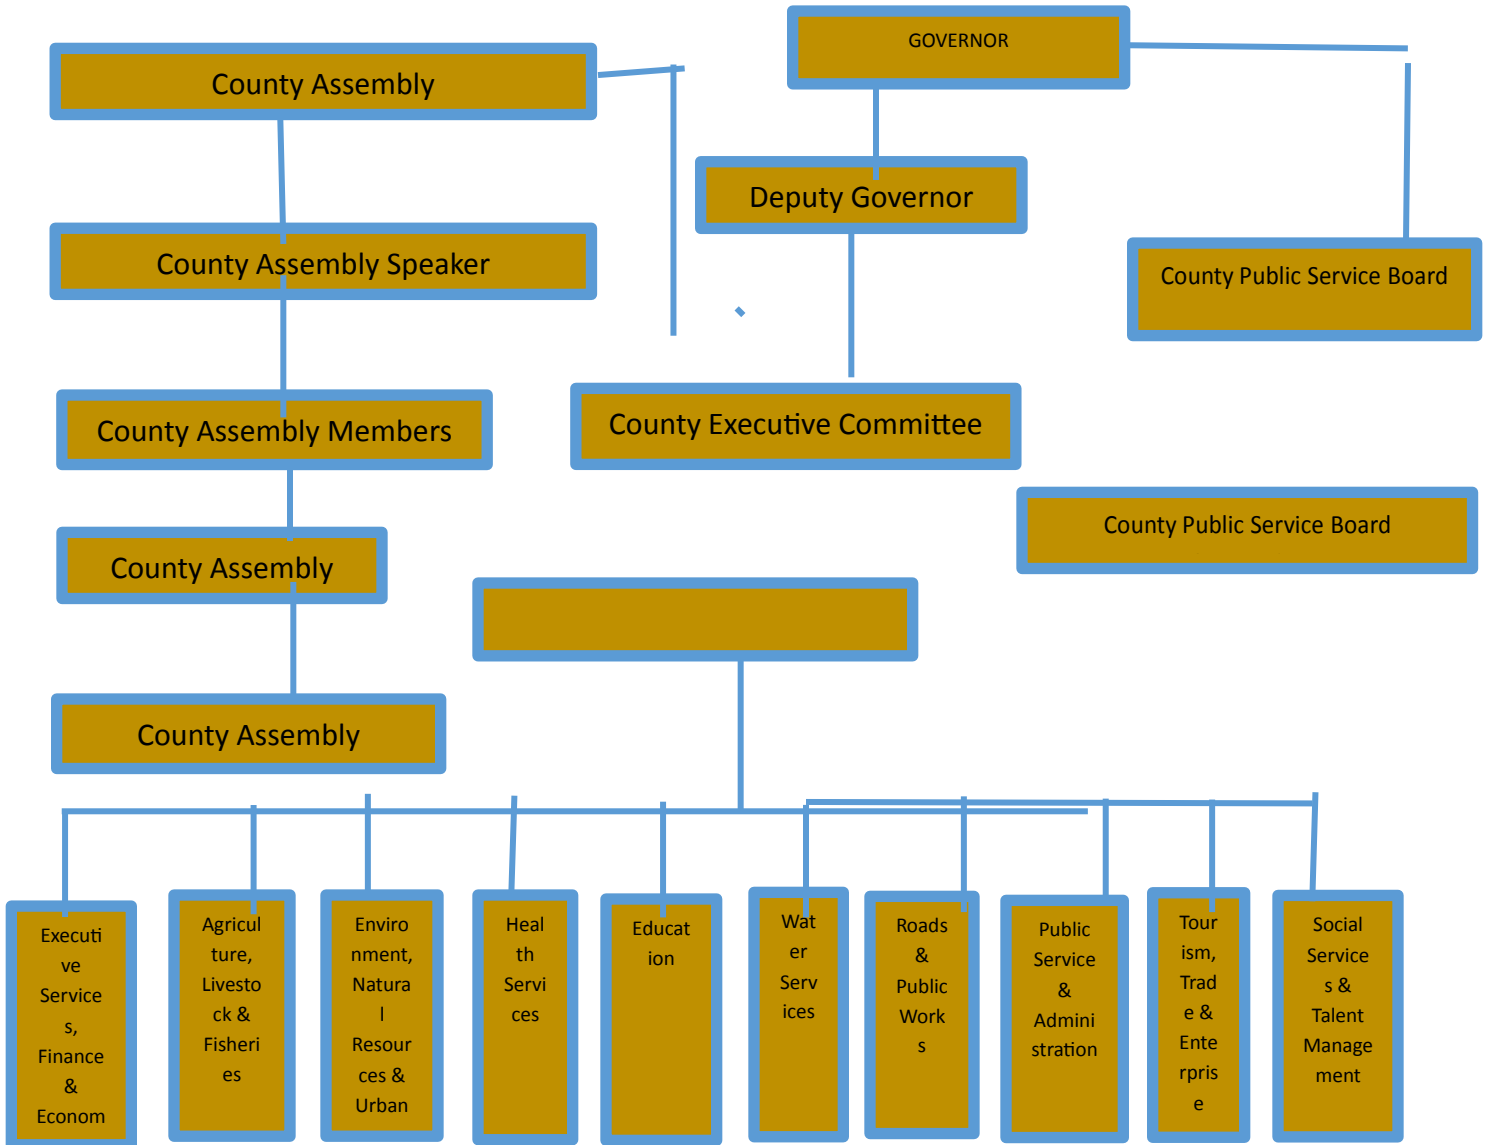 GOVERNOR
County Assembly
Deputy Governor
County Assembly Speaker
County Public Service Board
County Assembly Members
County Executive Committee
County Public Service Board
County Assembly
County Assembly
Executi
ve
Service
s,
Finance
&
Econom
Agricul
ture,
Livesto
ck &
Fisheri
es
Enviro
nment,
Natura
l
Resour
ces &
Urban
Heal
th
Servi
ces
Educat
ion
Wat
er
Serv
ices
Roads
&
Public
Work
s
Public
Service
&
Admini
stration
Tour
ism,
Trad
e &
Ente
rpris
e
Social
Service
s &
Talent
Manage
ment